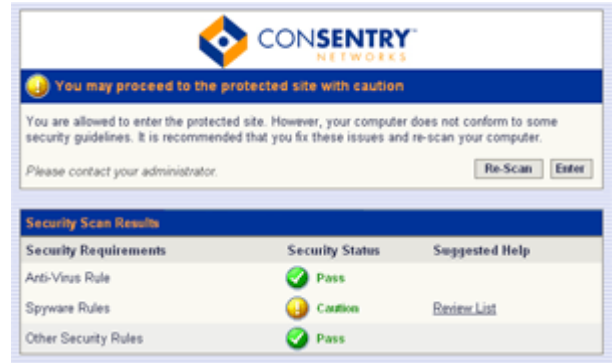 CONSENTRY
NETWORKS
You may proceed to the protected site with caution
You are allowed to enter the protected site. However, your computer does not conform to some
security guidelines. It is recommended that you fix these issues and re-scan your computer.
Please contact your administrator.
Re-Scan Enter
Security Scan Results
Security Requirements Security Status Suggested Help
Anti-Virus Rule Pass
Spyware Rules Caution Review List
Other Security Rules Pass